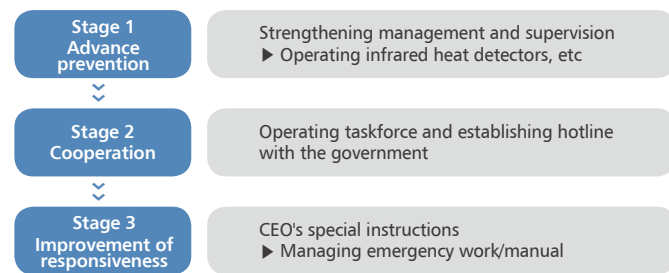 Stage 1
Advance
prevention
Strengthening management and supervision
▶ Operating infrared heat detectors, etc
Stage 2
Cooperation
Operating taskforce and establishing hotline
with the government
Stage 3
Improvement of
responsiveness
CEO's special instructions
▶ Managing emergency work/manual